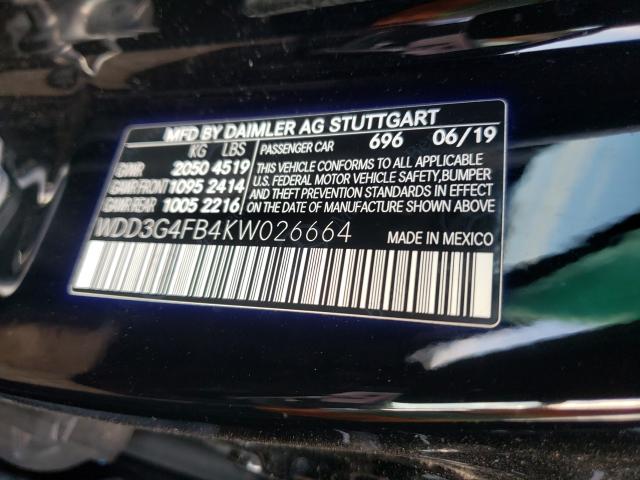 MFD BY DAIMLER AG STUTTGART
KG LBS PASSENGER CAR 696 06/19
GVWR 2050 4519
GAWR FRONT 1095 2414
GAWR REAR 1005 2216
THIS VEHICLE CONFORMS TO ALL APPLICABLE
U.S. FEDERAL MOTOR VEHICLE SAFETY,BUMPER
AND THEFT PREVENTION STANDARDS IN EFFECT
ON DATE OF MANUFACTURE SHOWN ABOVE
WDD3G4FB4KW026664 MADE IN MEXICO